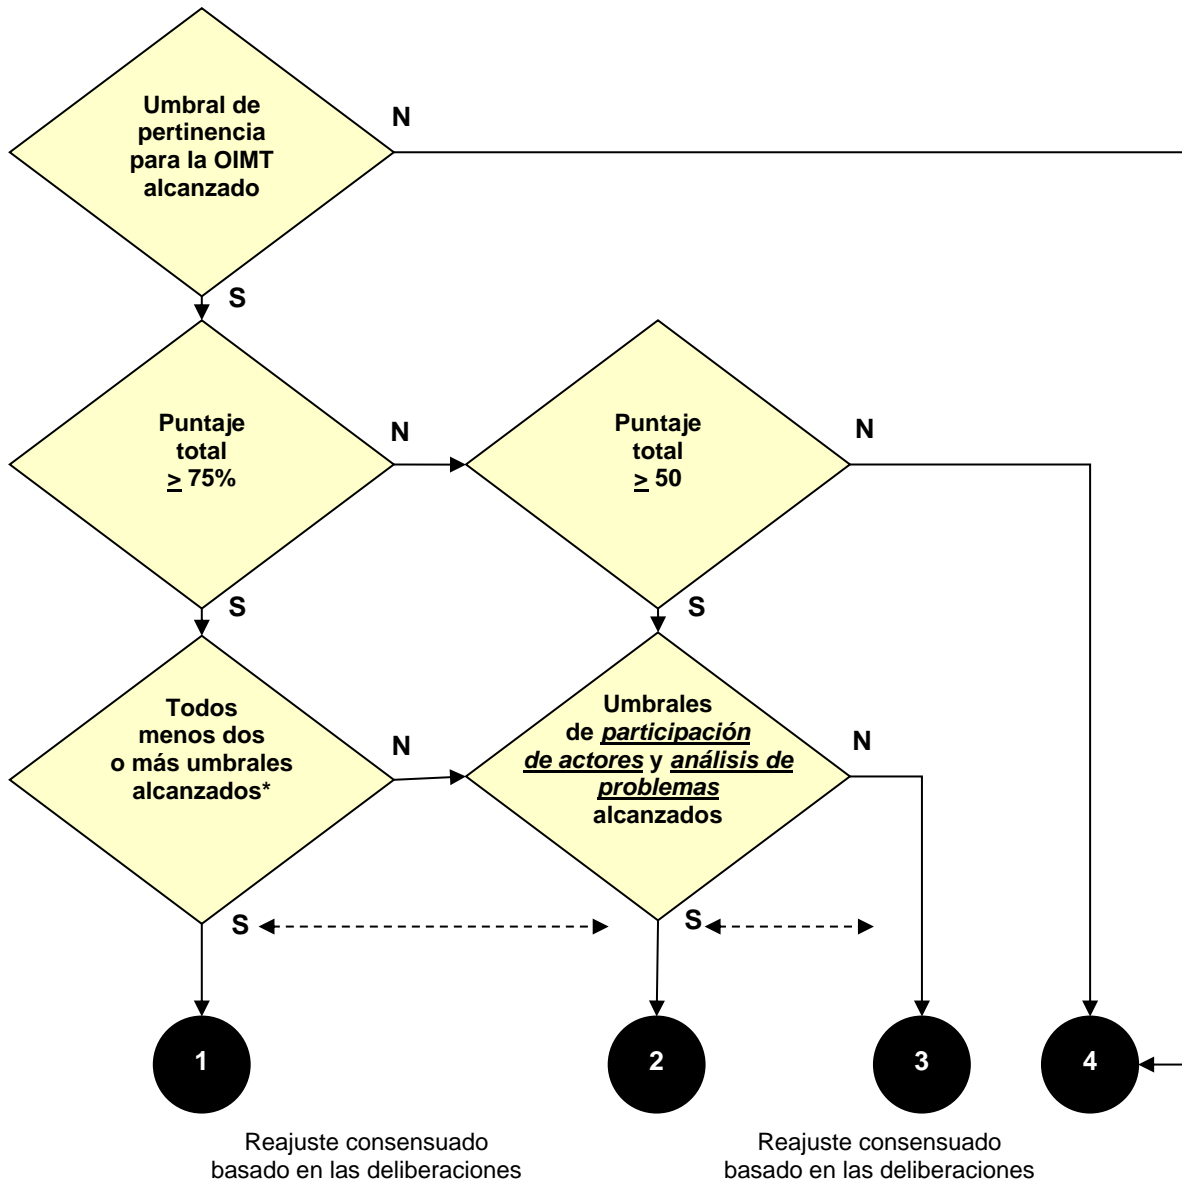 Umbral de
pertinencia
para la OIMT
alcanzado
N
S
Puntaje
total
≥ 75%
N
Puntaje
total
≥ 50
N
S
S
Todos
menos dos
o más umbrales
alcanzados*
N
Umbrales
de participación
de actores y análisis de
problemas
alcanzados
N
S
S
1
2
3
4
Reajuste consensuado
basado en las deliberaciones
Reajuste consensuado
basado en las deliberaciones